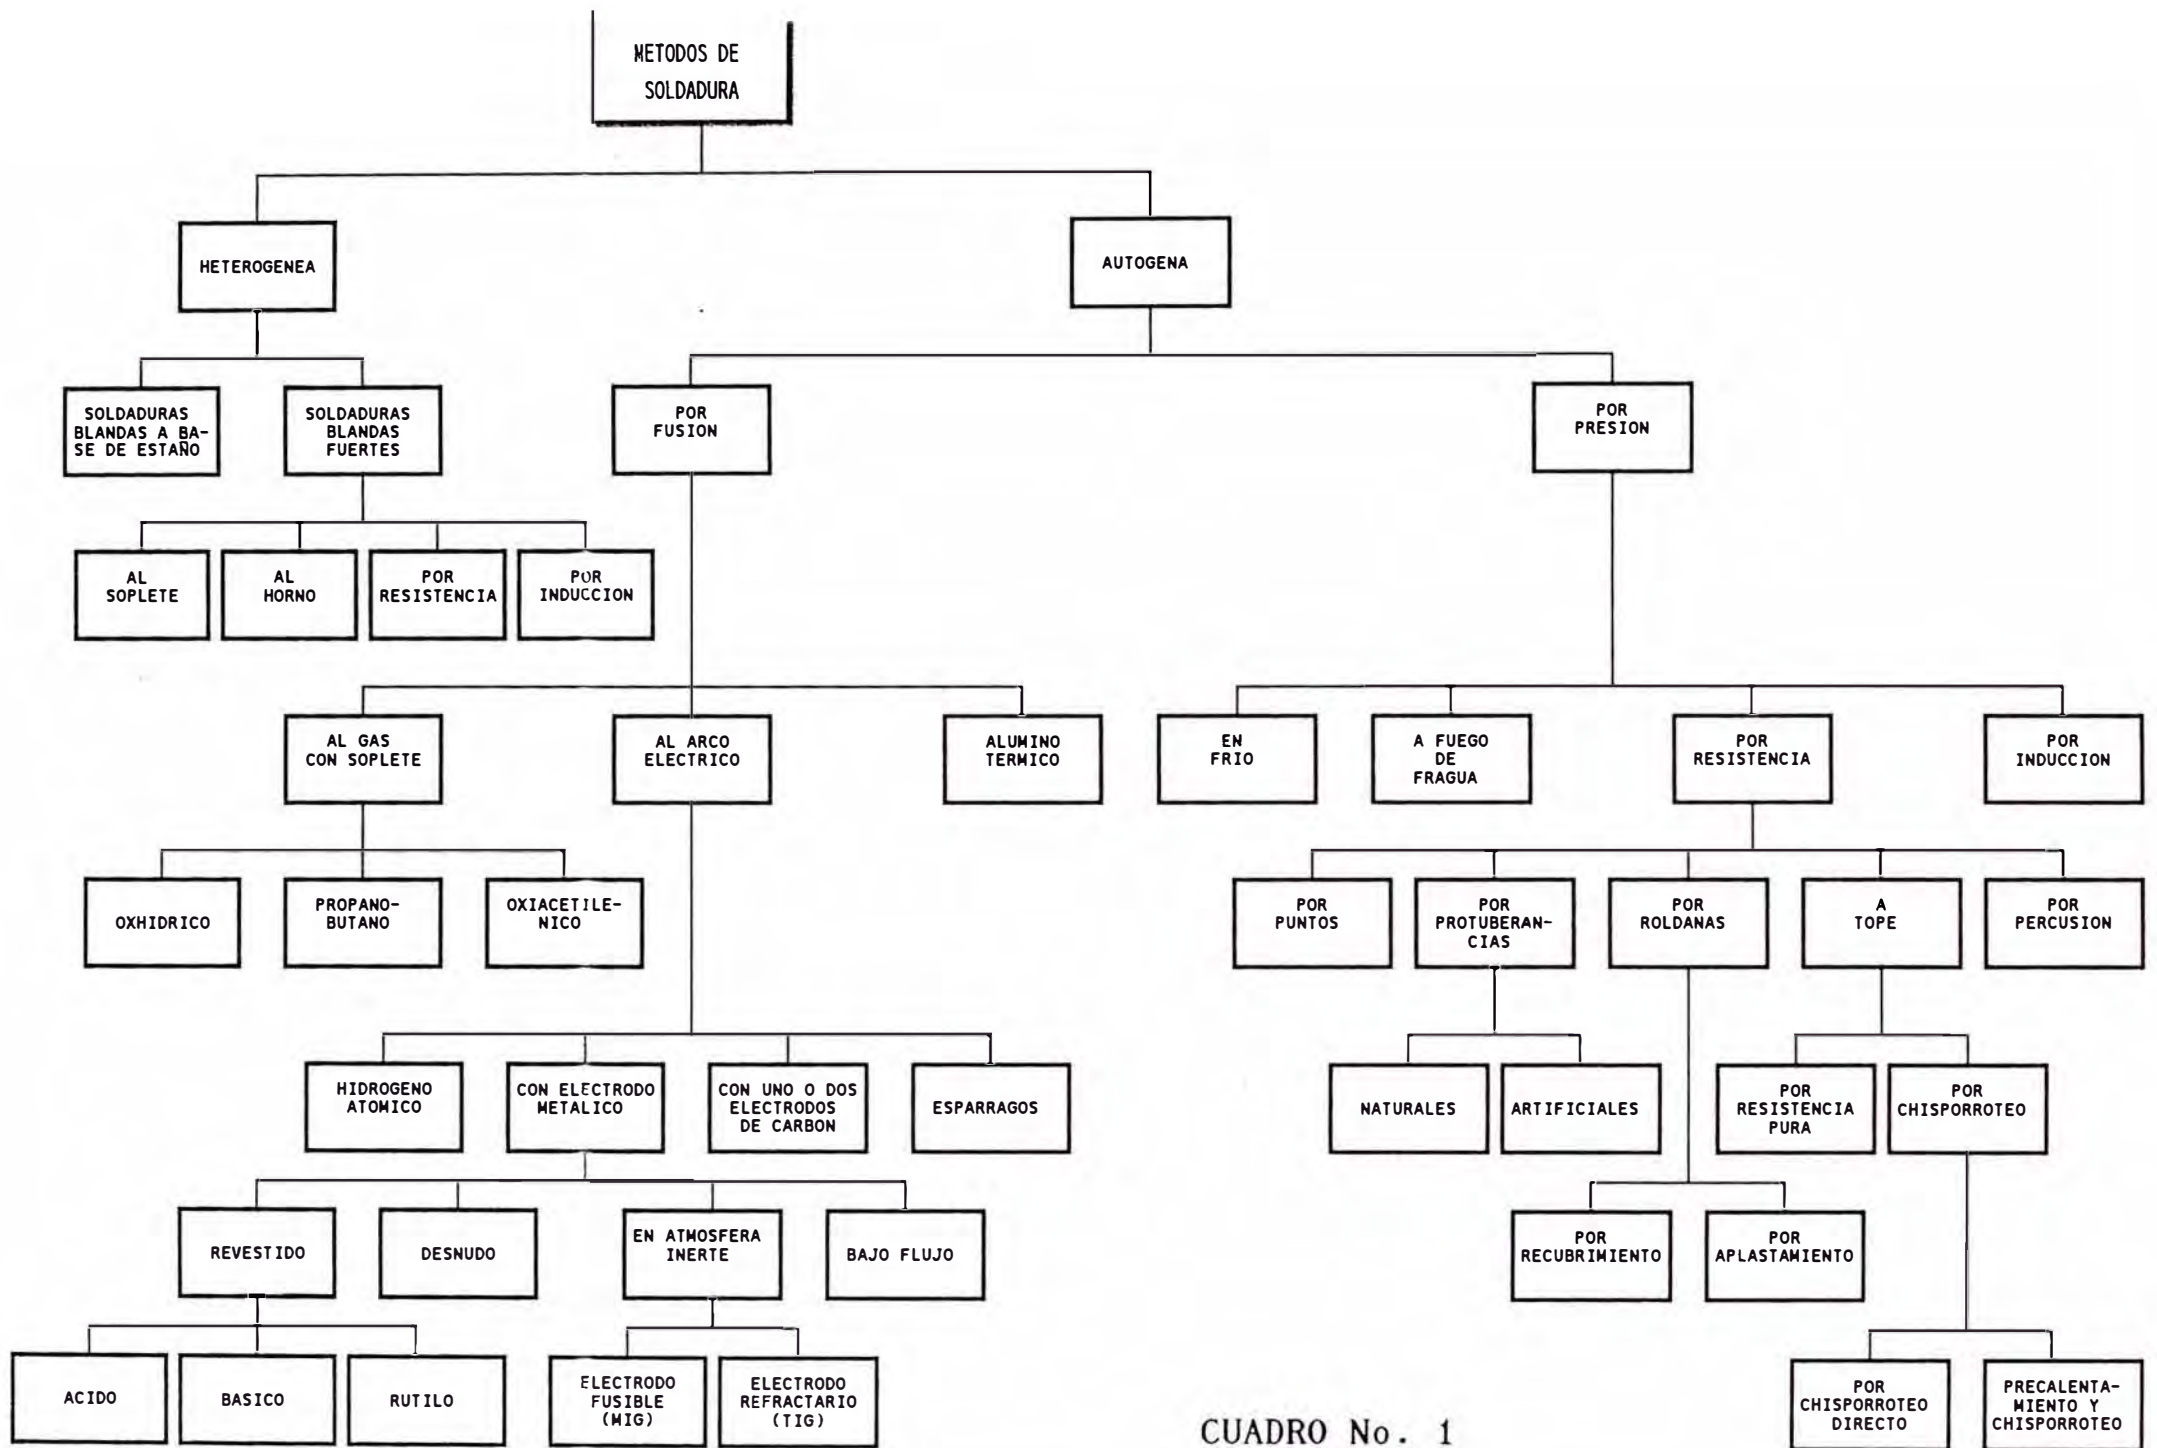 METODOS DE
SOLDADURA
HETEROGENEA
AUTOGENA
SOLDADURAS
BLANDAS A BA-
SE DE ESTAÑO
SOLDADURAS
BLANDAS
FUERTES
POR
FUSION
POR
PRESION
AL
SOPLETE
AL
HORNO
POR
RESISTENCIA
POR
INDUCCION
AL GAS
CON SOPLETE
AL ARCO
ELECTRICO
ALUMINO
TERMICO
EN
FRIO
A FUEGO
DE
FRAGUA
POR
RESISTENCIA
POR
INDUCCION
OXHIDRICO
PROPANO-
BUTANO
OXIACETILE-
NICO
POR
PUNTOS
POR
PROTUBERAN-
CIAS
POR
ROLDANAS
A
TOPE
POR
PERCUSION
HIDROGENO
ATOMICO
CON ELECTRODO
METALICO
CON UNO O DOS
ELECTRODOS
DE CARBON
ESPARRAGOS
NATURALES
ARTIFICIALES
POR
RESISTENCIA
PURA
POR
CHISPORROTEO
REVESTIDO
DESNUDO
EN ATMOSFERA
INERTE
BAJO FLUJO
POR
RECUBRIMIENTO
POR
APLASTAMIENTO
ACIDO
BASICO
RUTILO
ELECTRODO
FUSIBLE
(MIG)
ELECTRODO
REFRACTARIO
(TIG)
POR
CHISPORROTEO
DIRECTO
PRECALENTA-
MIENTO Y
CHISPORROTEO
CUADRO No. 1